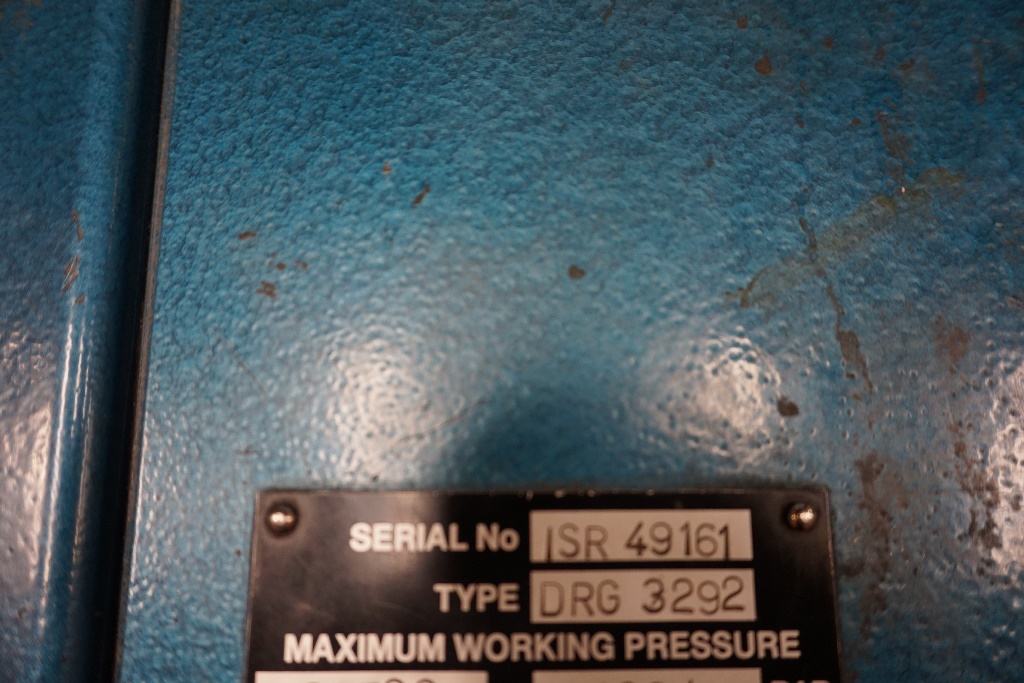 SERIAL No ISR 49161
TYPE DRG 3292
MAXIMUM WORKING PRESSURE